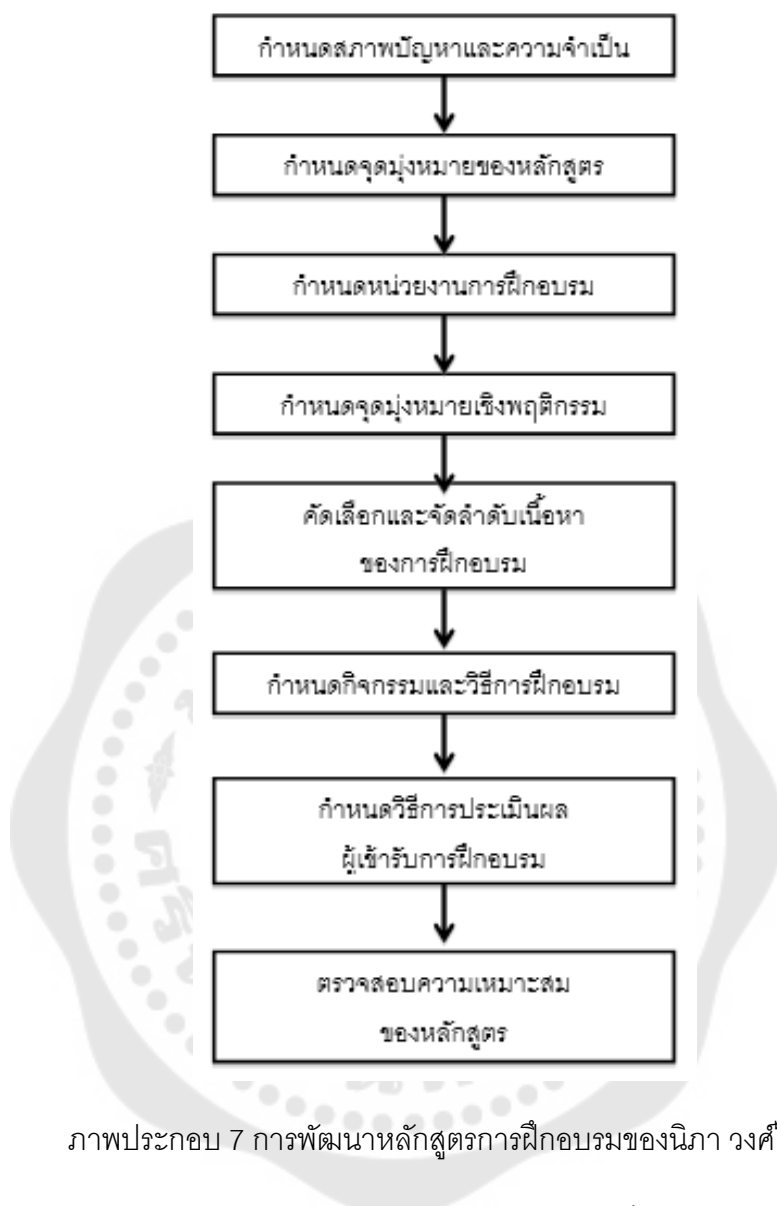 กำหนดสภาพปัญหาและความจำเป็น
กำหนดจุดมุ่งหมายของหลักสูตร
กำหนดหน่วยงานการฝึกอบรม
กำหนดจุดมุ่งหมายเชิงพฤติกรรม
คัดเลือกและจัดลำดับเนื้อหา
ของการฝึกอบรม
กำหนดกิจกรรมและวิธีการฝึกอบรม
กำหนดวิธีการประเมินผล
ผู้เข้ารับการฝึกอบรม
ตรวจสอบความเหมาะสม
ของหลักสูตร
ภาพประกอบ 7 การพัฒนาหลักสูตรการฝึกอบรมของนิภา วงศ์